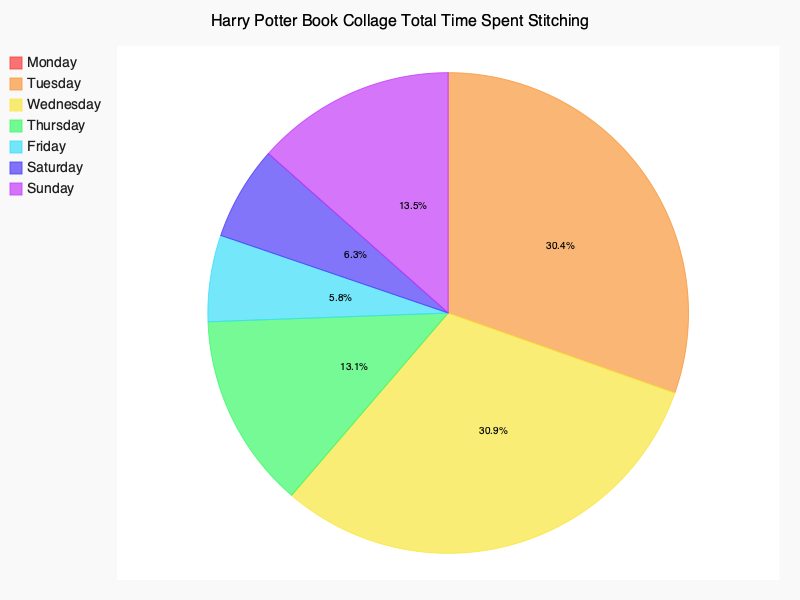 Harry Potter Book Collage Total Time Spent Stitching
Monday
Tuesday
Wednesday
Thursday
Friday
Saturday
Sunday
13.5%
30.4%
6.3%
5.8%
13.1%
30.9%